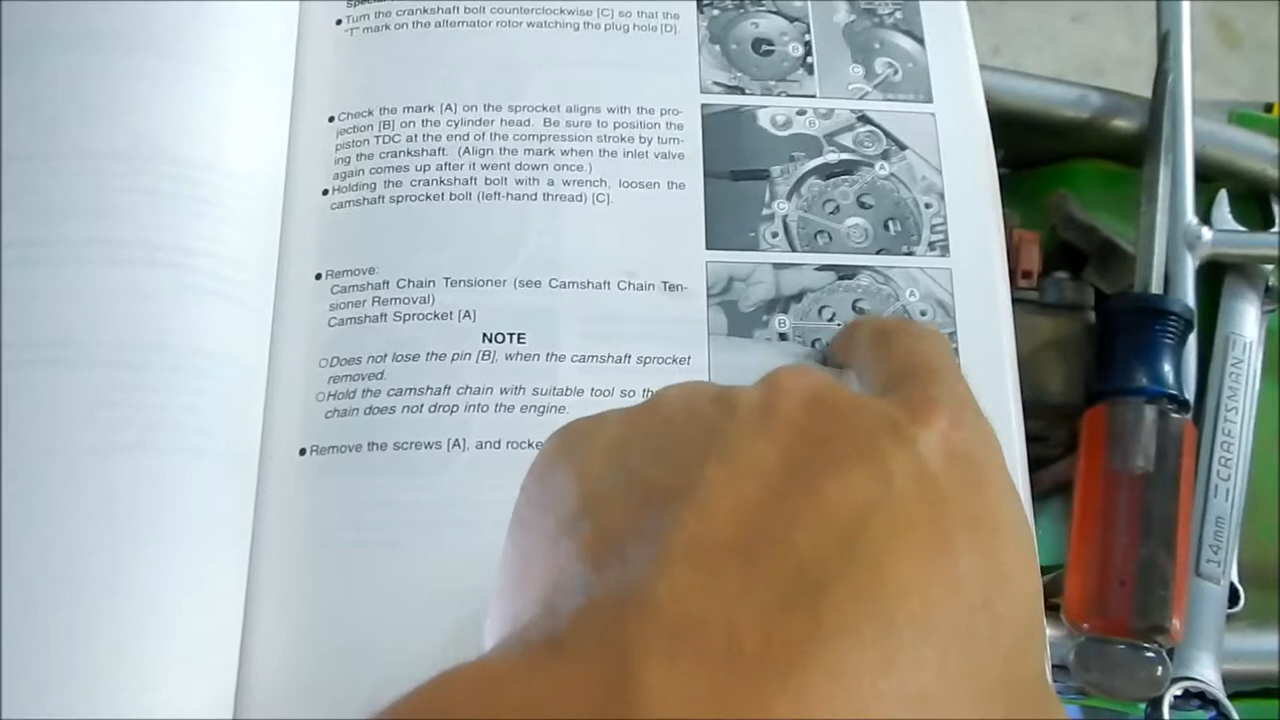 Turn the crankshaft bolt counterclockwise [C] so that the
"T" mark on the alternator rotor watching the plug hole [D].
Check the mark [A] on the sprocket aligns with the pro-
jection [B] on the cylinder head. Be sure to position the
piston TDC at the end of the compression stroke by turn-
ing the crankshaft. (Align the mark when the inlet valve
again comes up after it went down once.)
Holding the crankshaft bolt with a wrench, loosen the
camshaft sprocket bolt (left-hand thread) [C].
Remove:
Camshaft Chain Tensioner (see Camshaft Chain Ten-
sioner Removal)
Camshaft Sprocket [A]
NOTE
Does not lose the pin [B], when the camshaft sprocket
removed.
Hold the camshaft chain with suitable tool so
chain does not drop into the engine.
Remove the screws [A], and
B
C
B
A
C
A
B
14mm CRAFTSMAN